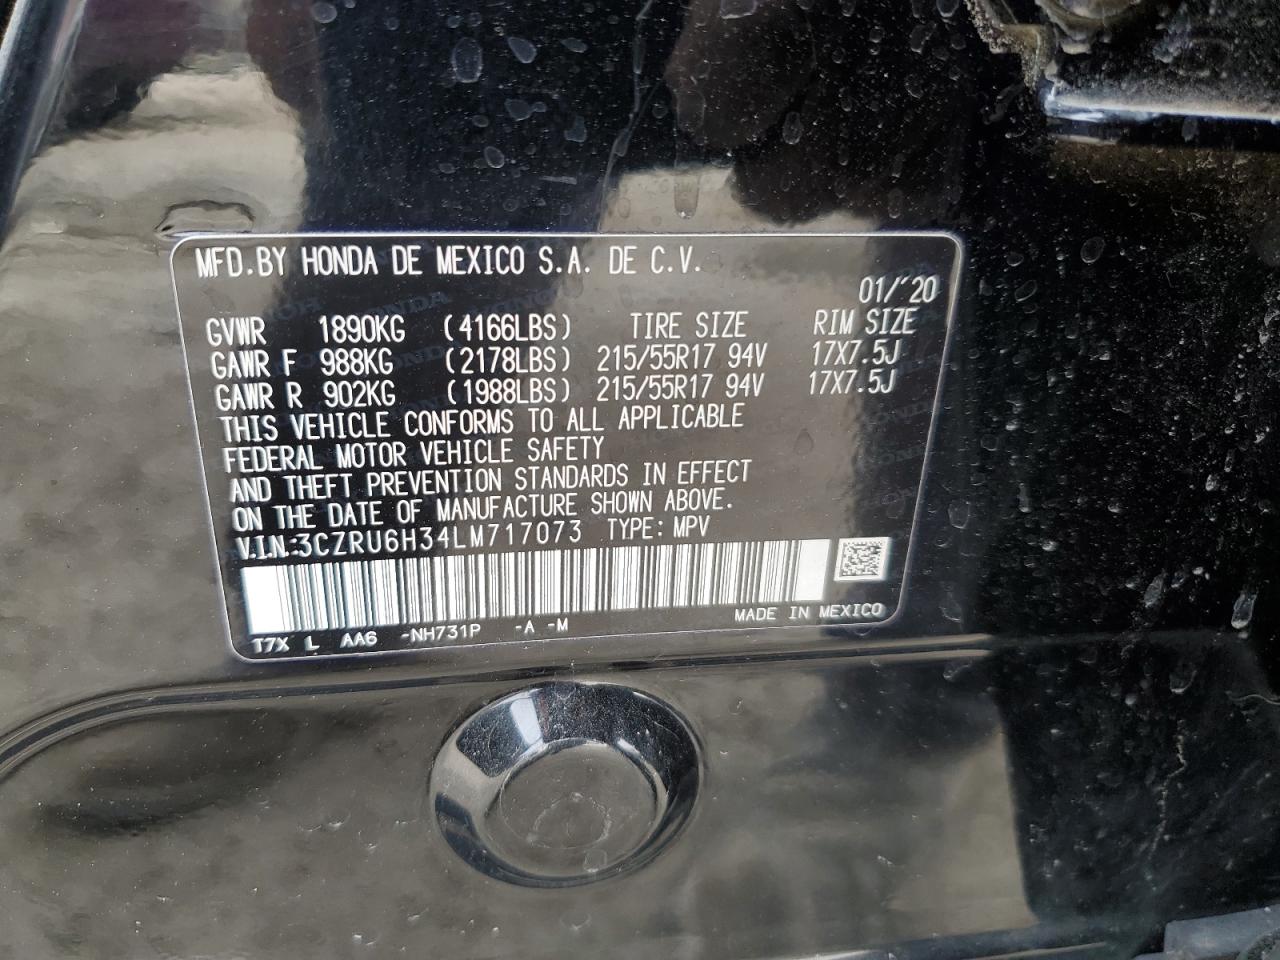 MFD.BY HONDA DE MEXICO S.A. DE C.V.
01/'20
GVWR 1890KG (4166LBS) TIRE SIZE RIM SIZE
GAWR F 988KG (2178LBS) 215/55R17 94V 17X7.5J
GAWR R 902KG (1988LBS) 215/55R17 94V 17X7.5J
THIS VEHICLE CONFORMS TO ALL APPLICABLE
FEDERAL MOTOR VEHICLE SAFETY
AND THEFT PREVENTION STANDARDS IN EFFECT
ON THE DATE OF MANUFACTURE SHOWN ABOVE.
V.I.N.:3CZRU6H34LM717073 TYPE: MPV
MADE IN MEXICO
T7X L AA6 -NH731P -A -M